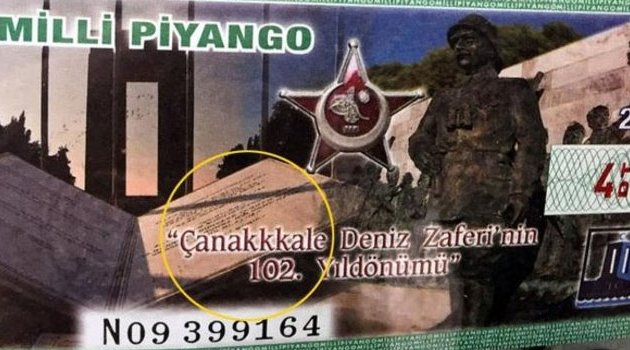 MİLLİ PİYANGO
"Çanakkkale Deniz Zaferi'nin
102. Yıldönümü"
N09 399164